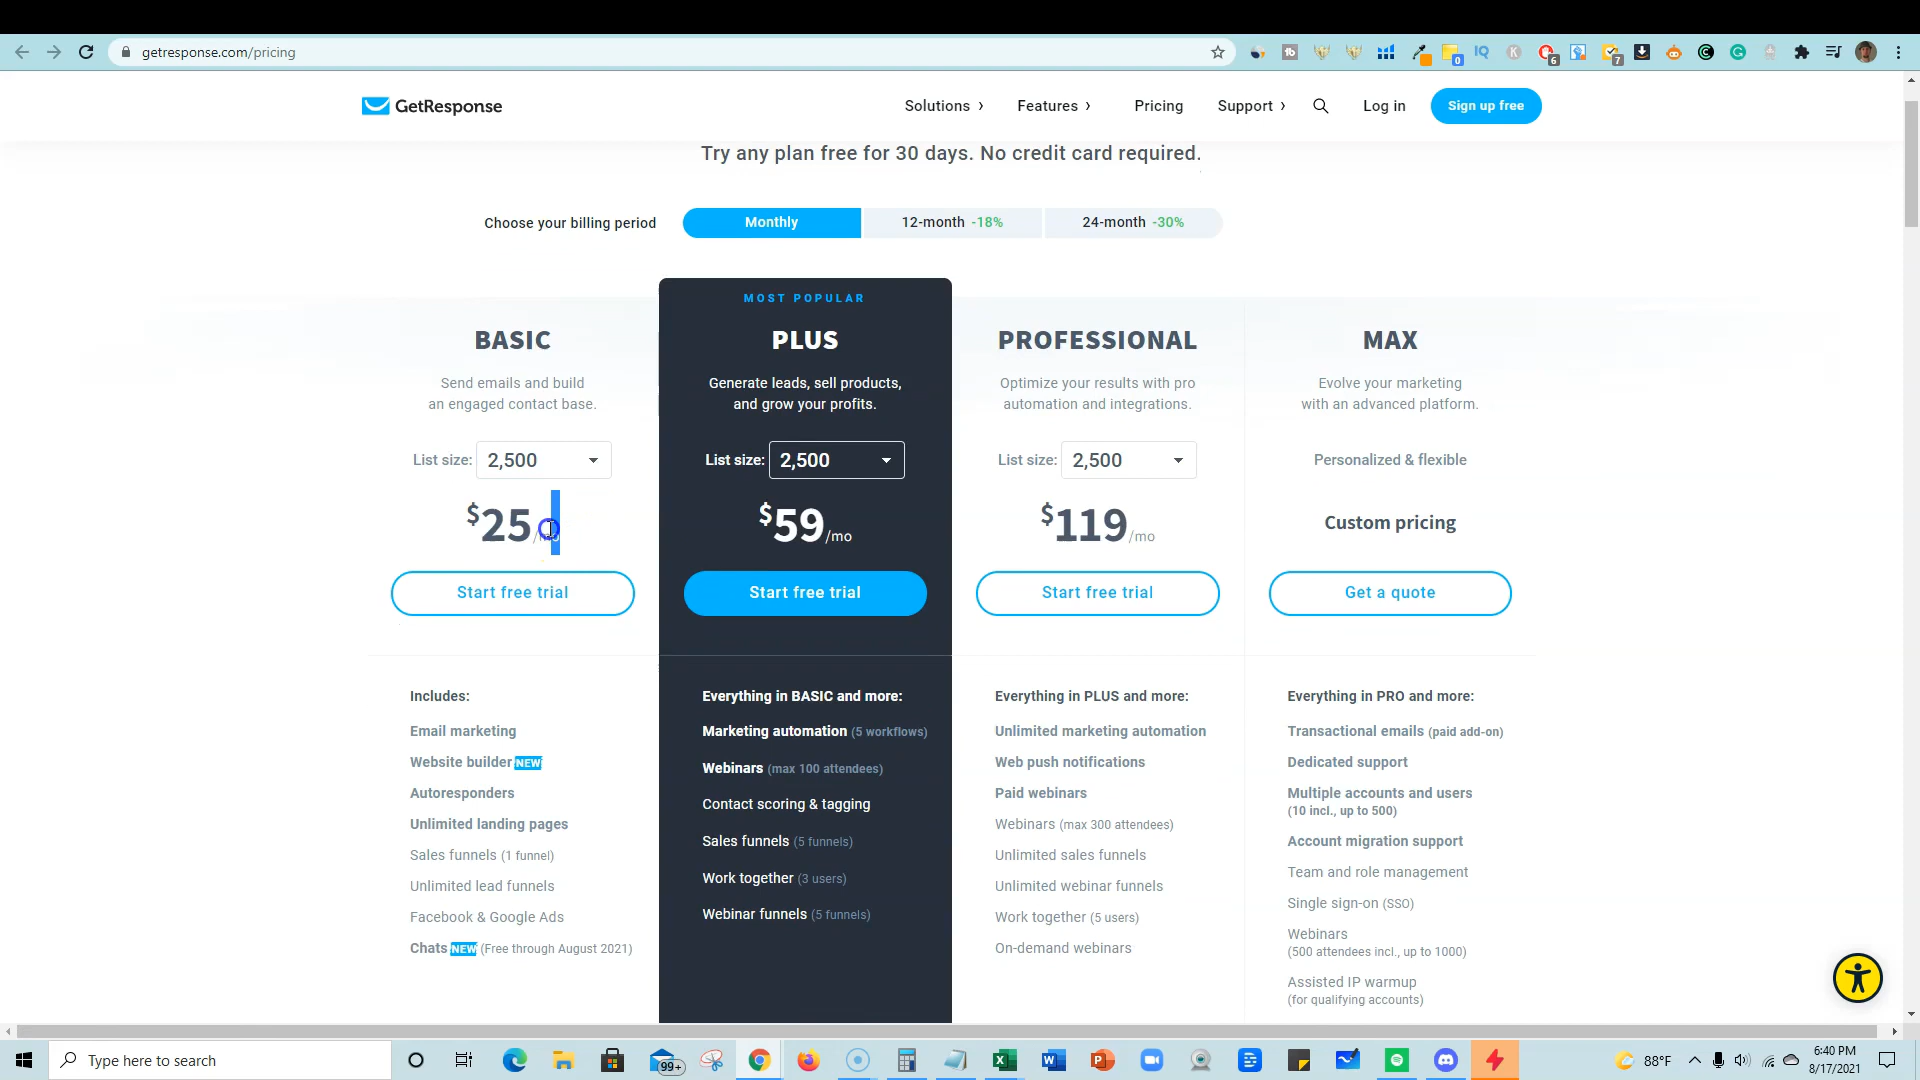 getresponse.com/pricing
GetResponse
Solutions
Features
Pricing
Support
Log in
Sign up free
Try any plan free for 30 days. No credit card required.
Choose your billing period
Monthly
12-month -18%
24-month -30%
MOST POPULAR
BASIC
Send emails and build
an engaged contact base.
List size: 2,500
$25/mo
Start free trial
Includes:
Email marketing
Website builder NEW
Autoresponders
Unlimited landing pages
Sales funnels (1 funnel)
Unlimited lead funnels
Facebook & Google Ads
Chats NEW (Free through August 2021)
PLUS
Generate leads, sell products,
and grow your profits.
List size: 2,500
$59/mo
Start free trial
Everything in BASIC and more:
Marketing automation (5 workflows)
Webinars (max 100 attendees)
Contact scoring & tagging
Sales funnels (5 funnels)
Work together (3 users)
Webinar funnels (5 funnels)
PROFESSIONAL
Optimize your results with pro
automation and integrations.
List size: 2,500
$119/mo
Start free trial
Everything in PLUS and more:
Unlimited marketing automation
Web push notifications
Paid webinars
Webinars (max 300 attendees)
Unlimited sales funnels
Unlimited webinar funnels
Work together (5 users)
On-demand webinars
MAX
Evolve your marketing
with an advanced platform.
Personalized & flexible
Custom pricing
Get a quote
Everything in PRO and more:
Transactional emails (paid add-on)
Dedicated support
Multiple accounts and users
(10 incl., up to 500)
Account migration support
Team and role management
Single sign-on (SSO)
Webinars
(500 attendees incl., up to 1000)
Assisted IP warmup
(for qualifying accounts)
Type here to search
99+
88°F
6:40 PM
8/17/2021